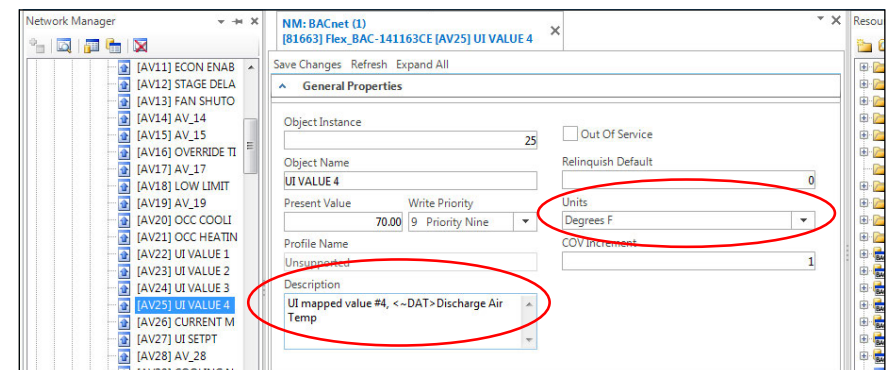 Network Manager
NM: BACnet (1)
[81663] Flex_BAC-141163CE [AV25] UI VALUE 4
Resou
[AV11] ECON ENAB
[AV12] STAGE DELA
[AV13] FAN SHUTO
[AV14] AV_14
[AV15] AV_15
[AV16] OVERRIDE TI
[AV17] AV_17
[AV18] LOW LIMIT
[AV19] AV_19
[AV20] OCC COOLI
[AV21] OCC HEATIN
[AV22] UI VALUE 1
[AV23] UI VALUE 2
[AV24] UI VALUE 3
[AV25] UI VALUE 4
[AV26] CURRENT M
[AV27] UI SETPT
[AV28] AV_28
Save Changes Refresh Expand All
General Properties
Object Instance
25
Out Of Service
Object Name
UI VALUE 4
Relinquish Default
0
Present Value Write Priority
70.00 9 Priority Nine
Units
Degrees F
Profile Name
Unsupported
COV Increment
1
Description
UI mapped value #4, <~DAT>Discharge Air
Temp